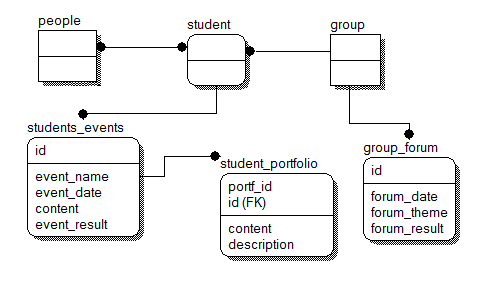 people
student
group
students_events
id
event_name
event_date
content
event_result
student_portfolio
portf_id
id (FK)
content
description
group_forum
id
forum_date
forum_theme
forum_result